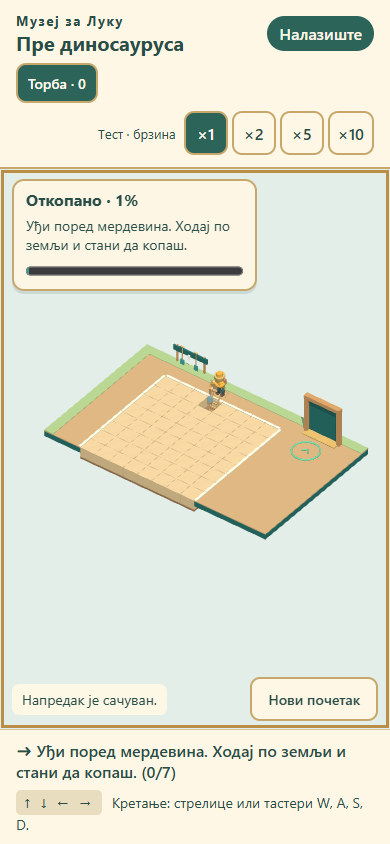 Музеј за Луку
Пре диносауруса
Налазиште
Торба · 0
Тест · брзина
×1
×2
×5
×10
Откопано · 1%
Уђи поред мердевина. Ходај по
земљи и стани да копаш.
Напредак је сачуван.
Нови почетак
→ Уђи поред мердевина. Ходај по земљи и
стани да копаш. (0/7)
↑ ↓ ← → Кретање: стрелице или тастери W, A, S,
D.